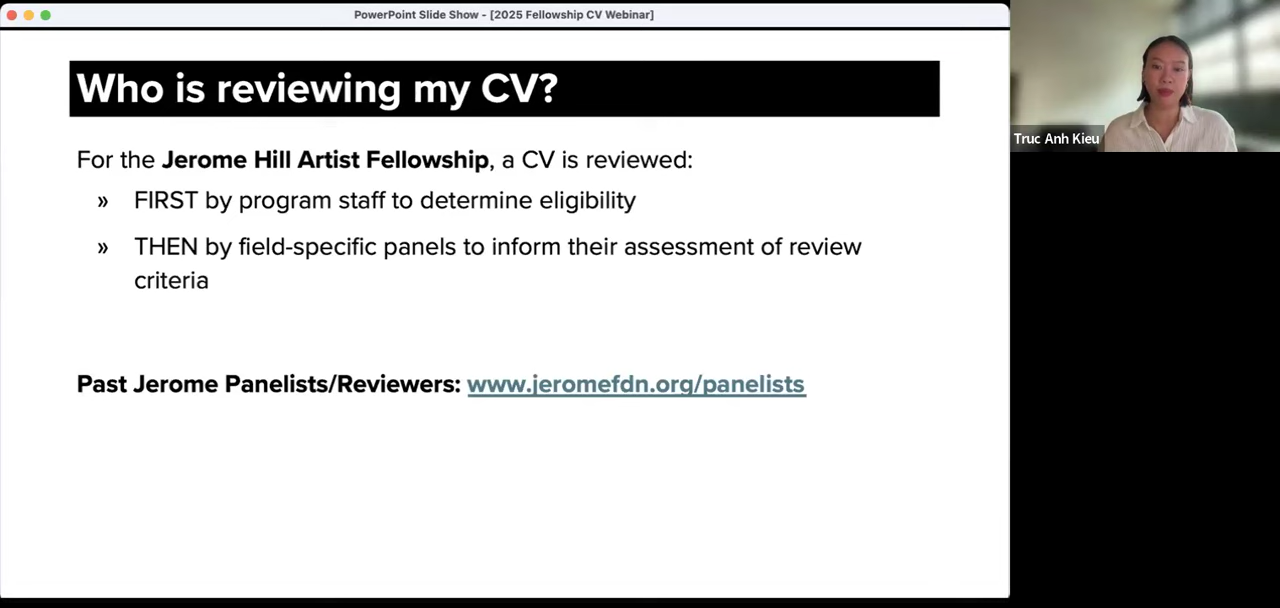 PowerPoint Slide Show - [2025 Fellowship CV Webinar]
Who is reviewing my CV?
For the Jerome Hill Artist Fellowship, a CV is reviewed:
» FIRST by program staff to determine eligibility
» THEN by field-specific panels to inform their assessment of review
criteria
Past Jerome Panelists/Reviewers: www.jeromefdn.org/panelists
Truc Anh Kieu